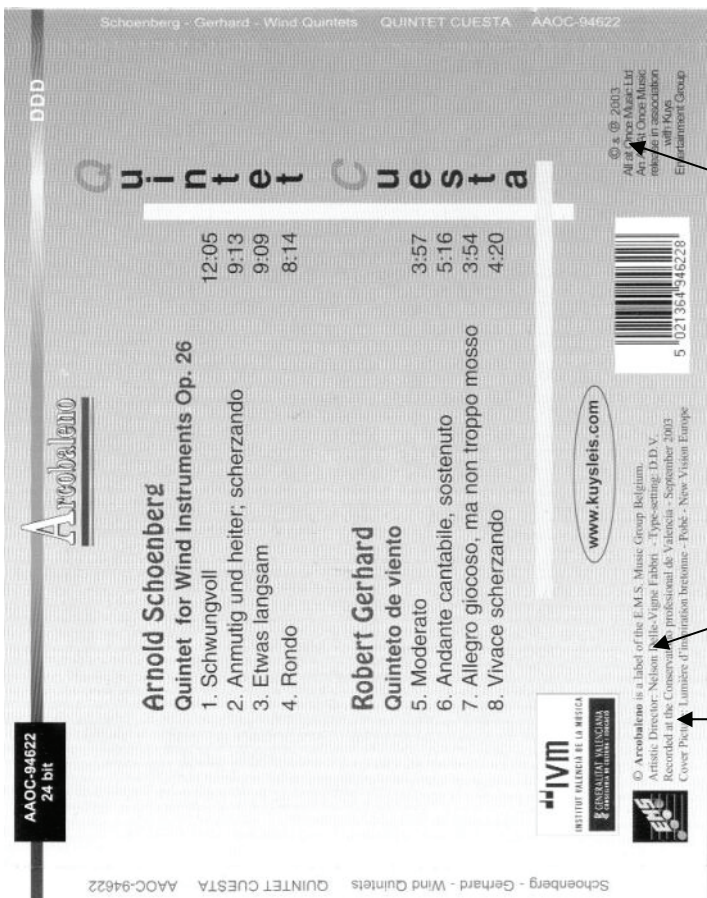 Schoenberg - Gerhard - Wind Quintets QUINTET CUESTA AAOC-94622
AAOC-94622
24 bit
Arcobaleno
DDD
Quintet
Cuesta
Arnold Schoenberg
Quintet for Wind Instruments Op. 26
1. Schwungvoll 12:05
2. Anmutig und heiter; scherzando 9:13
3. Etwas langsam 9:09
4. Rondo 8:14
Robert Gerhard
Quinteto de viento
5. Moderato 3:57
6. Andante cantabile, sostenuto 5:16
7. Allegro giocoso, ma non troppo mosso 3:54
8. Vivace scherzando 4:20
IVM
INSTITUT VALENCIÀ DE LA MÚSICA
GENERALITAT VALENCIANA
CONSELLERIA DE CULTURA I EDUCACIÓ
www.kuysleis.com
EMS
© Arcobaleno is a label of the E.M.S. Music Group Belgium.
Artistic Director: Nelson Delle-Vigne Fabbri - Type-setting: D.D.V.
Recorded at the Conservatorio profesional de Valencia - September 2003
Cover Picture: Lumière d'inspiration bretonne - Pohé - New Vision Europe
5 021364 946228
© & ℗ 2003
All at Once Music Ltd
An All At Once Music
release in association
with Kuys
Entertainment Group
Schoenberg - Gerhard - Wind Quintets QUINTET CUESTA AAOC-94622